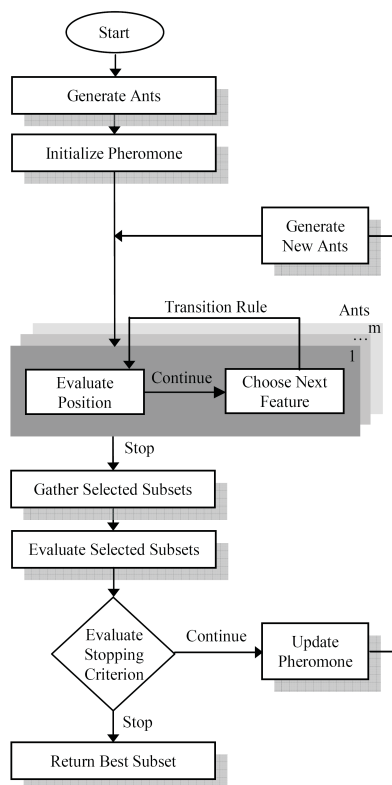 Start
Generate Ants
Initialize Pheromone
Generate
New Ants
Transition Rule
Ants
m
...
1
Evaluate
Position
Continue
Choose Next
Feature
Stop
Gather Selected Subsets
Evaluate Selected Subsets
Evaluate
Stopping
Criterion
Continue
Update
Pheromone
Stop
Return Best Subset